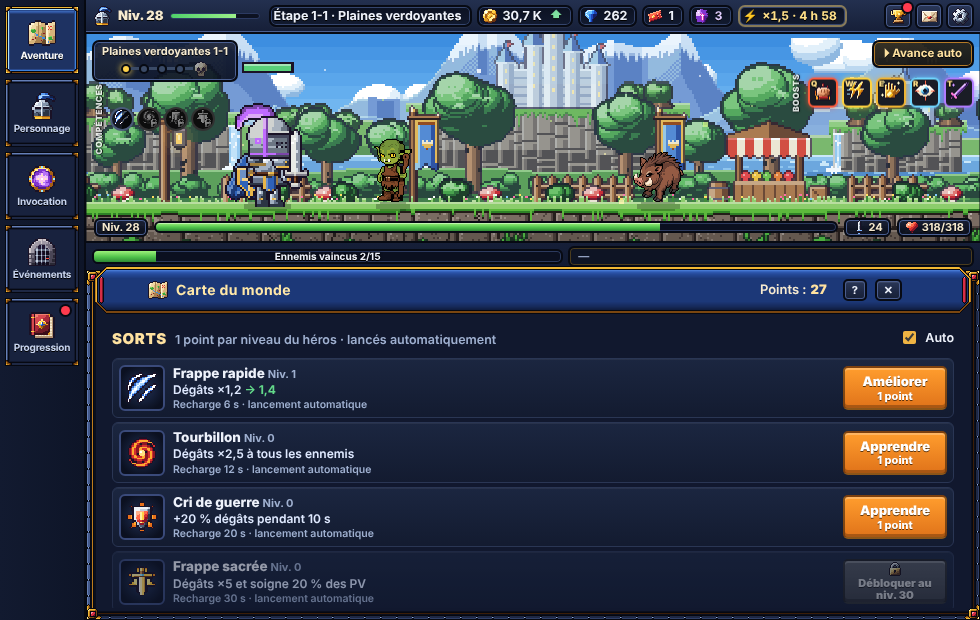 Niv. 28
Étape 1-1 · Plaines verdoyantes
30,7 K
262
1
3
×1,5 · 4 h 58
Aventure
Personnage
Invocation
Événements
Progression
Plaines verdoyantes 1-1
Avance auto
COMPÉTENCES
BOOSTS
Niv. 28
24
318/318
Ennemis vaincus 2/15
—
Carte du monde
Points : 27
?
×
SORTS 1 point par niveau du héros · lancés automatiquement
Auto
Frappe rapide Niv. 1
Dégâts ×1,2 → 1,4
Recharge 6 s · lancement automatique
Améliorer
1 point
Tourbillon Niv. 0
Dégâts ×2,5 à tous les ennemis
Recharge 12 s · lancement automatique
Apprendre
1 point
Cri de guerre Niv. 0
+20 % dégâts pendant 10 s
Recharge 20 s · lancement automatique
Apprendre
1 point
Frappe sacrée Niv. 0
Dégâts ×5 et soigne 20 % des PV
Recharge 30 s · lancement automatique
Débloquer au
niv. 30